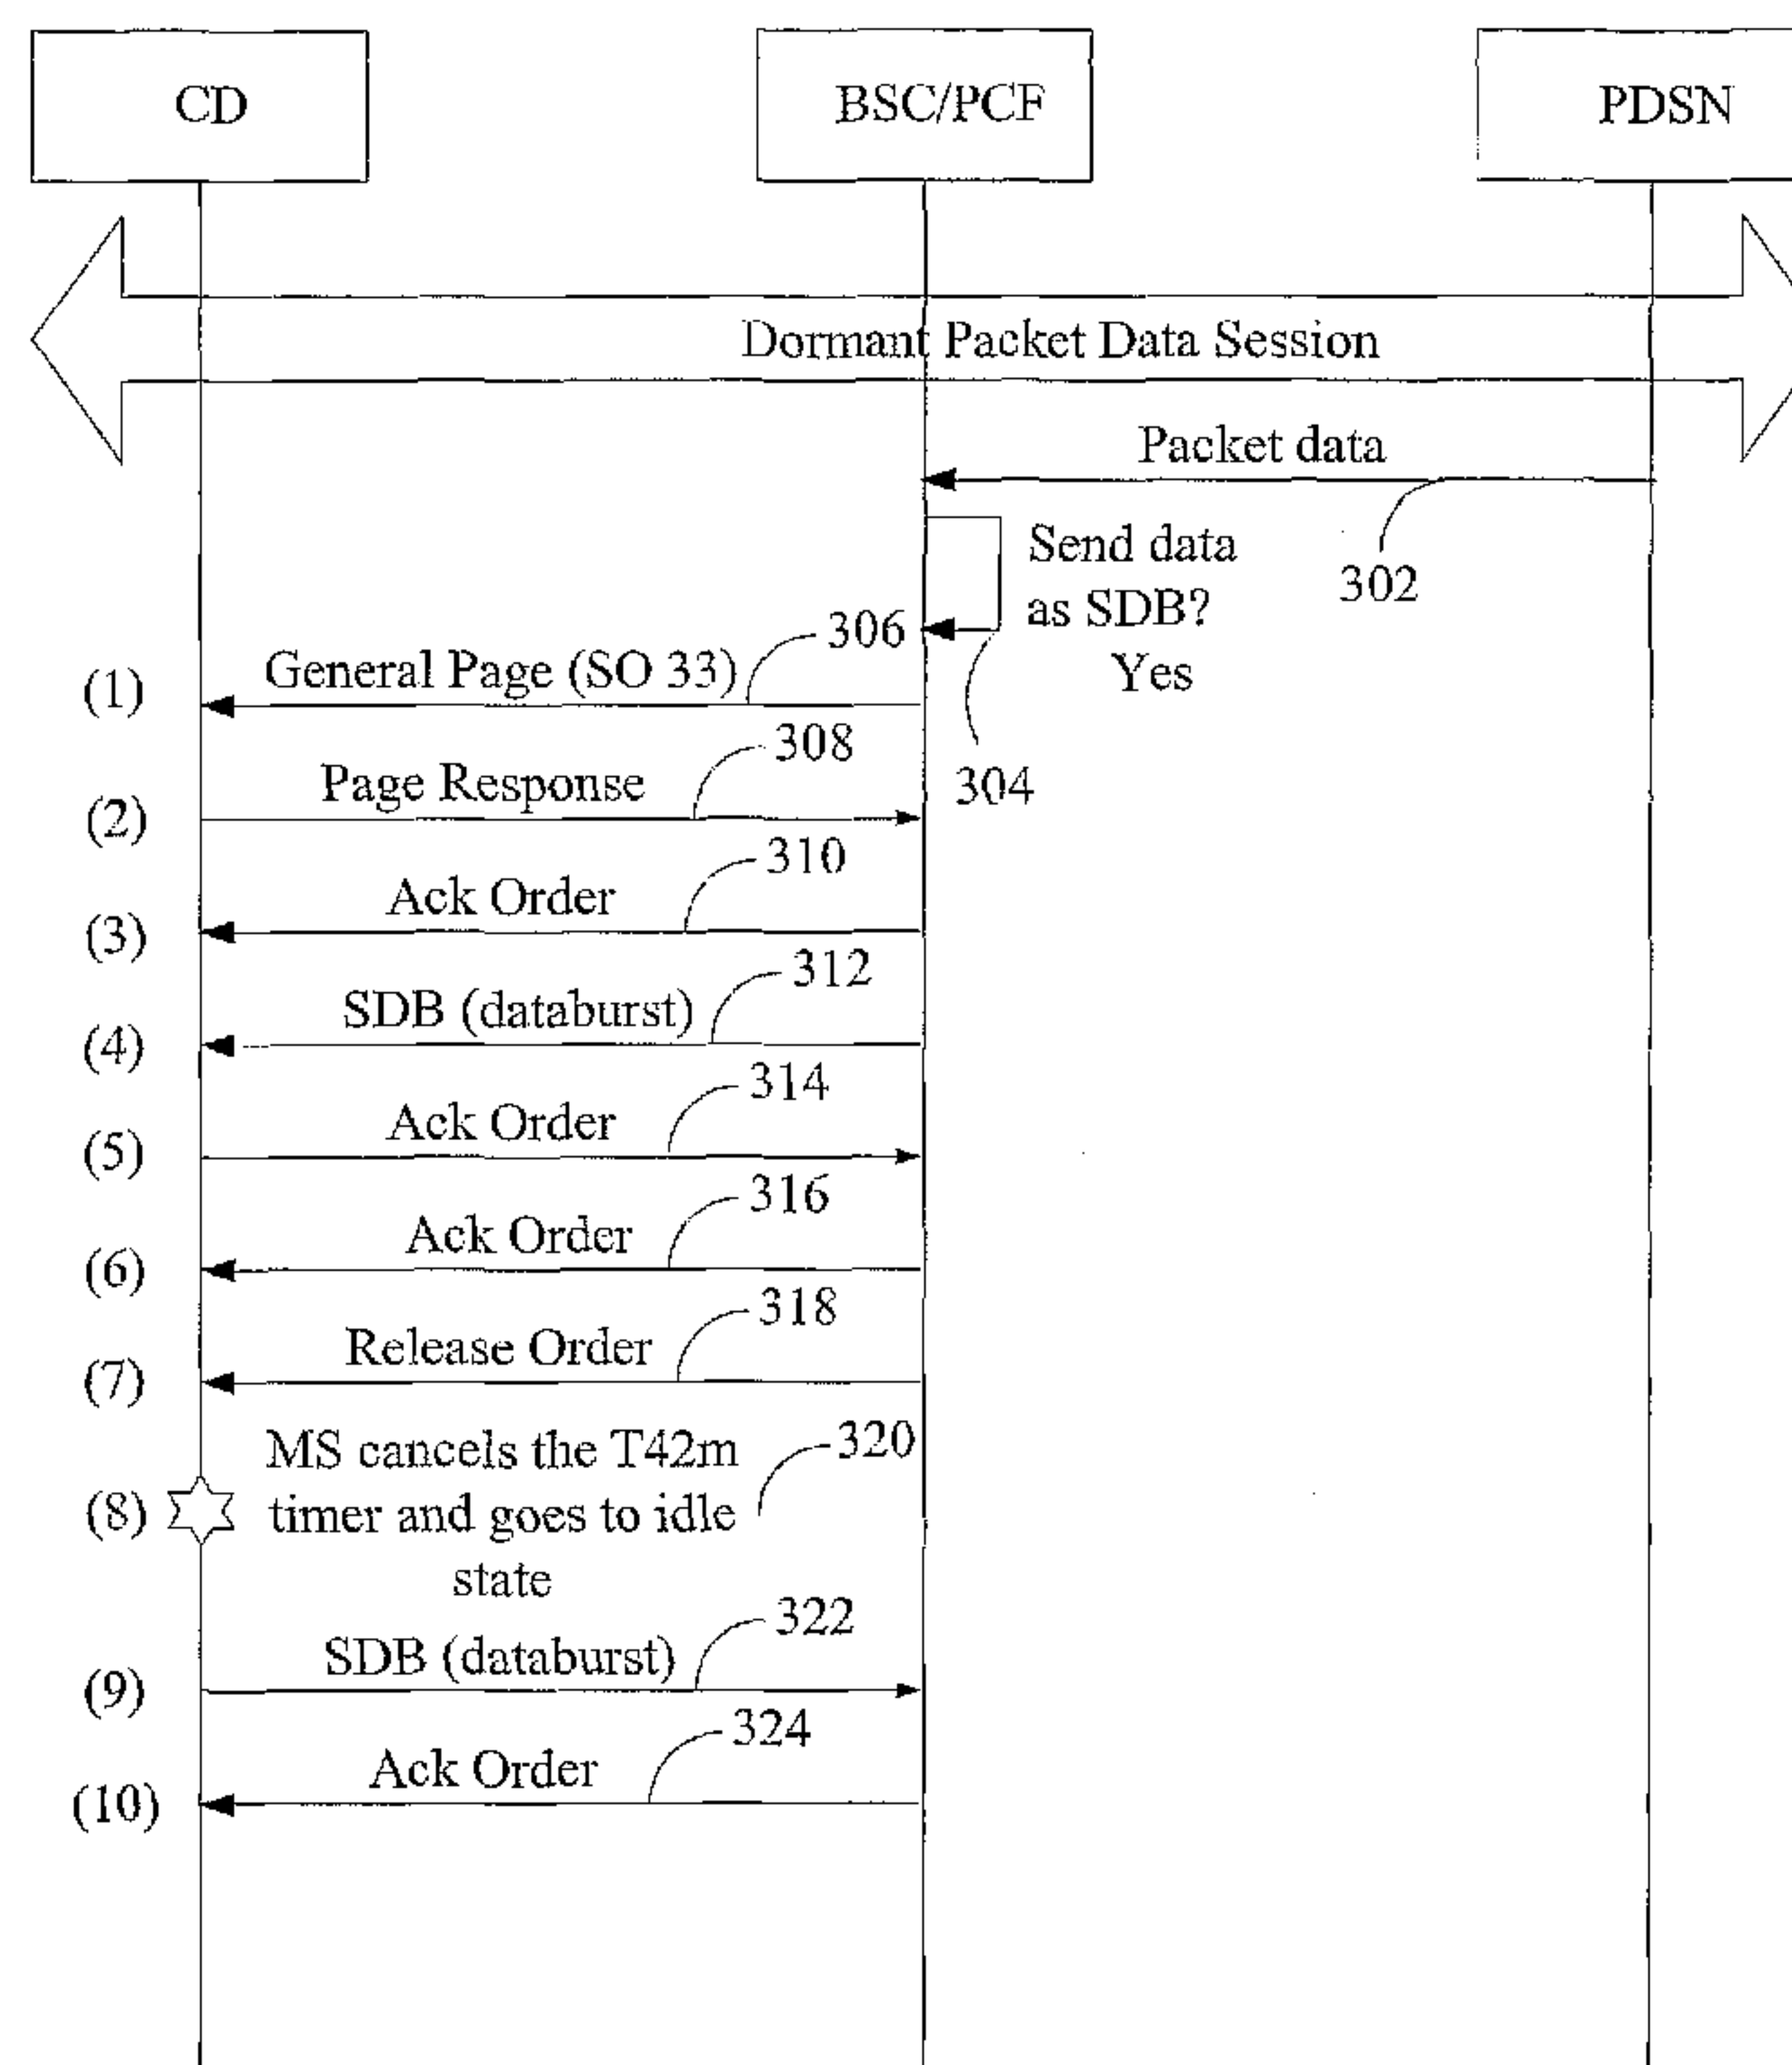 CD
BSC/PCF
PDSN
Dormant Packet Data Session
Packet data
302
Send data
as SDB?
Yes
304
306
(1)
General Page (SO 33)
308
(2)
Page Response
310
(3)
Ack Order
312
(4)
SDB (databurst)
314
(5)
Ack Order
316
(6)
Ack Order
318
(7)
Release Order
320
(8)
MS cancels the T42m
timer and goes to idle
state
322
(9)
SDB (databurst)
324
(10)
Ack Order